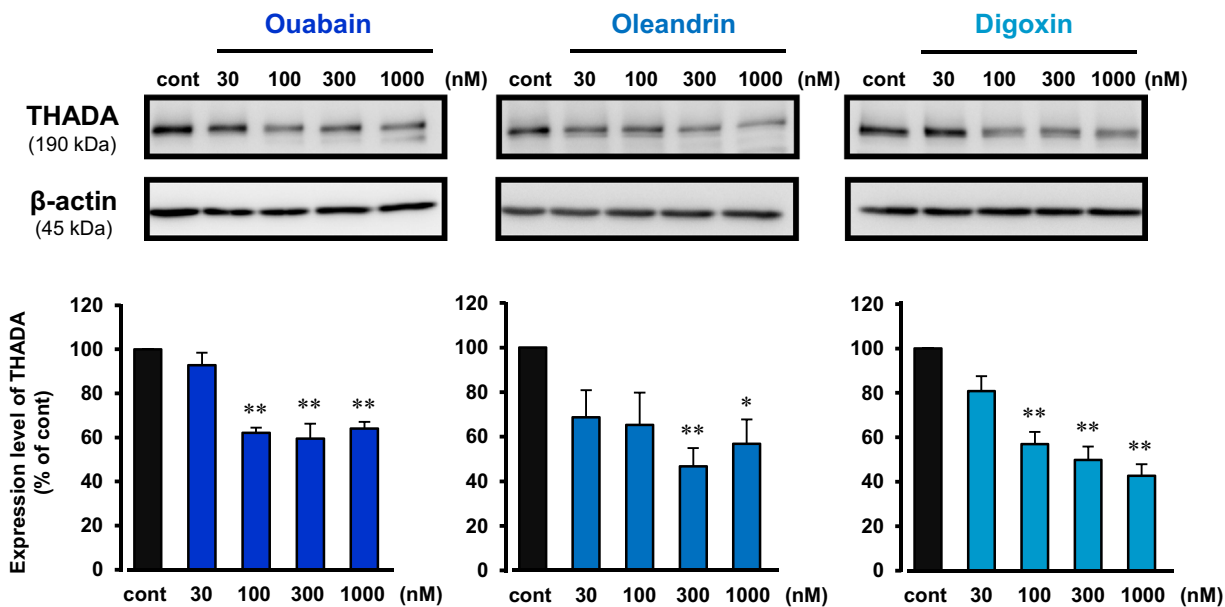 Ouabain Oleandrin Digoxin
cont 30 100 300 1000 (nM) cont 30 100 300 1000 (nM) cont 30 100 300 1000 (nM)
THADA
(190 kDa)
β-actin
(45 kDa)
Expression level of THADA
(% of cont)
120
100
80
60
40
20
0
** ** **
cont 30 100 300 1000 (nM)
120
100
80
60
40
20
0
** *
cont 30 100 300 1000 (nM)
120
100
80
60
40
20
0
** ** **
cont 30 100 300 1000 (nM)